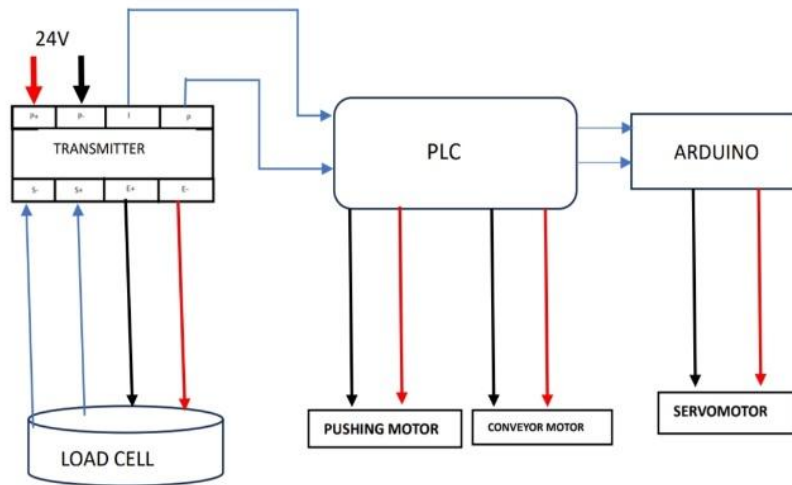 24V
P+ P- I P
TRANSMITTER
S- S+ E+ E-
LOAD CELL
PLC
ARDUINO
PUSHING MOTOR
CONVEYOR MOTOR
SERVOMOTOR